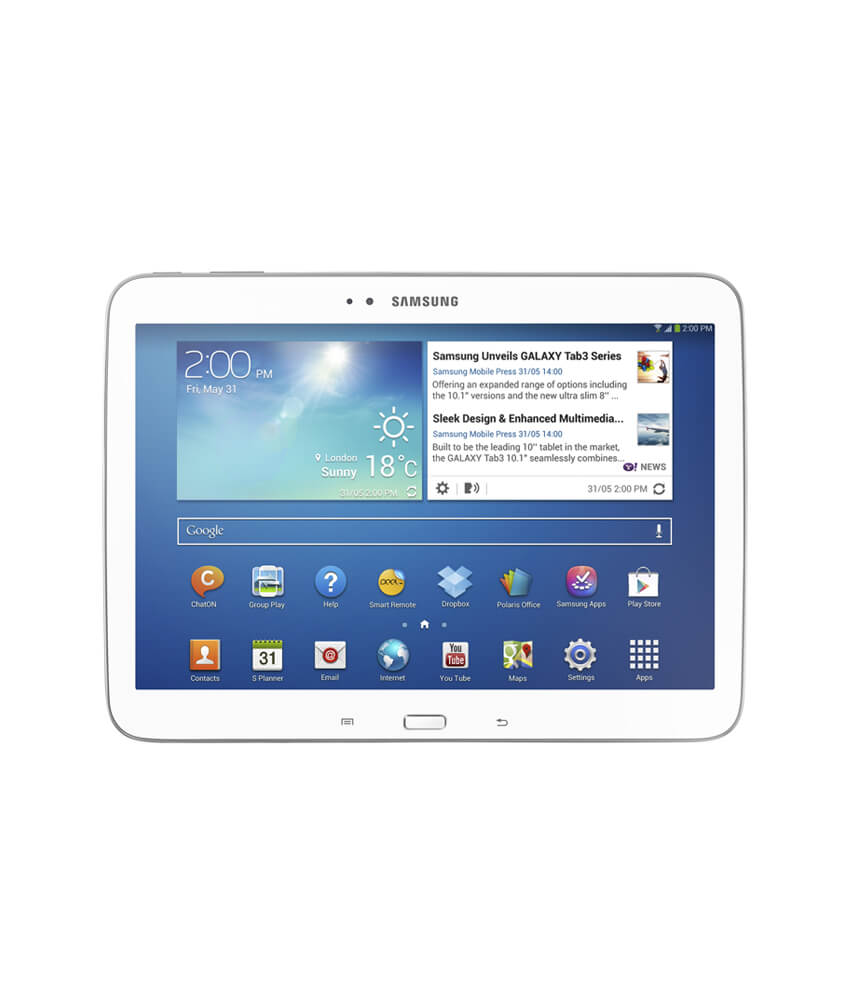 SAMSUNG
2:00 PM
2:00 PM
Fri, May 31
London
Sunny 18°C
31/05 2:00 PM
Samsung Unveils GALAXY Tab3 Series
Samsung Mobile Press 31/05 14:00
Offering an expanded range of options including
the 10.1" versions and the new ultra slim 8" ...
Sleek Design & Enhanced Multimedia...
Samsung Mobile Press 31/05 14:00
Built to be the leading 10" tablet in the market,
the GALAXY Tab3 10.1" seamlessly combines...
Y! NEWS
31/05 2:00 PM
Google
C
?
peel
ChatON Group Play Help Smart Remote Dropbox Polaris Office Samsung Apps Play Store
31
@
You
Tube
g
Contacts S Planner Email Internet You Tube Maps Settings Apps